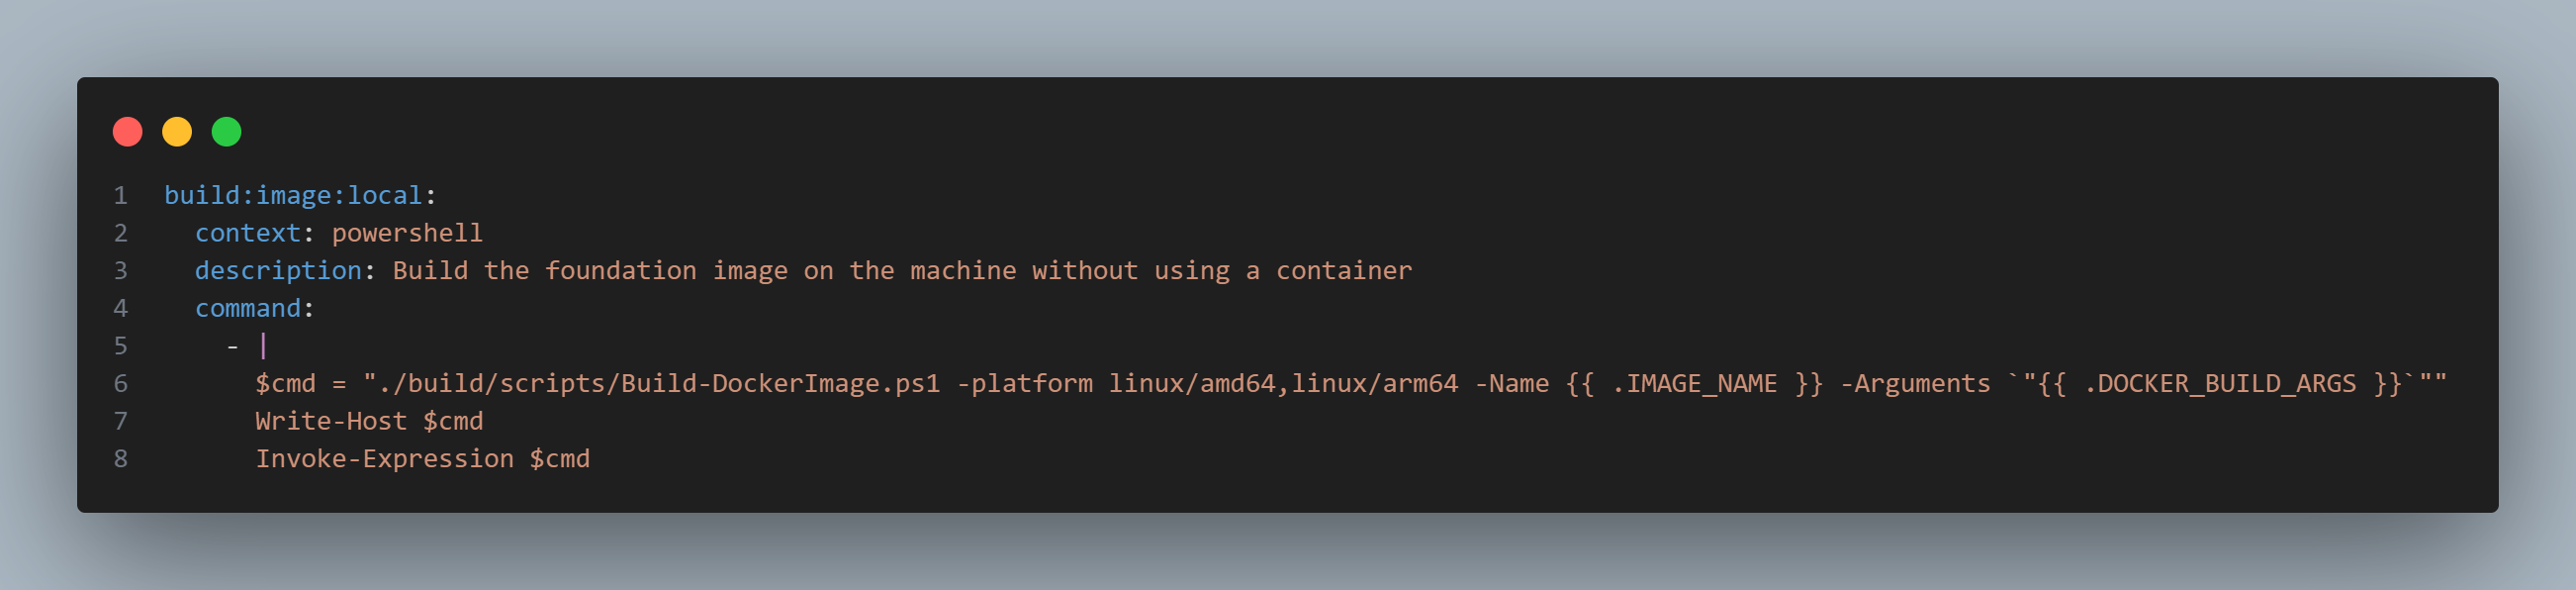 1 build:image:local:
2   context: powershell
3   description: Build the foundation image on the machine without using a container
4   command:
5     - |
6       $cmd = "./build/scripts/Build-DockerImage.ps1 -platform linux/amd64,linux/arm64 -Name {{ .IMAGE_NAME }} -Arguments `"{{ .DOCKER_BUILD_ARGS }}`""
7       Write-Host $cmd
8       Invoke-Expression $cmd